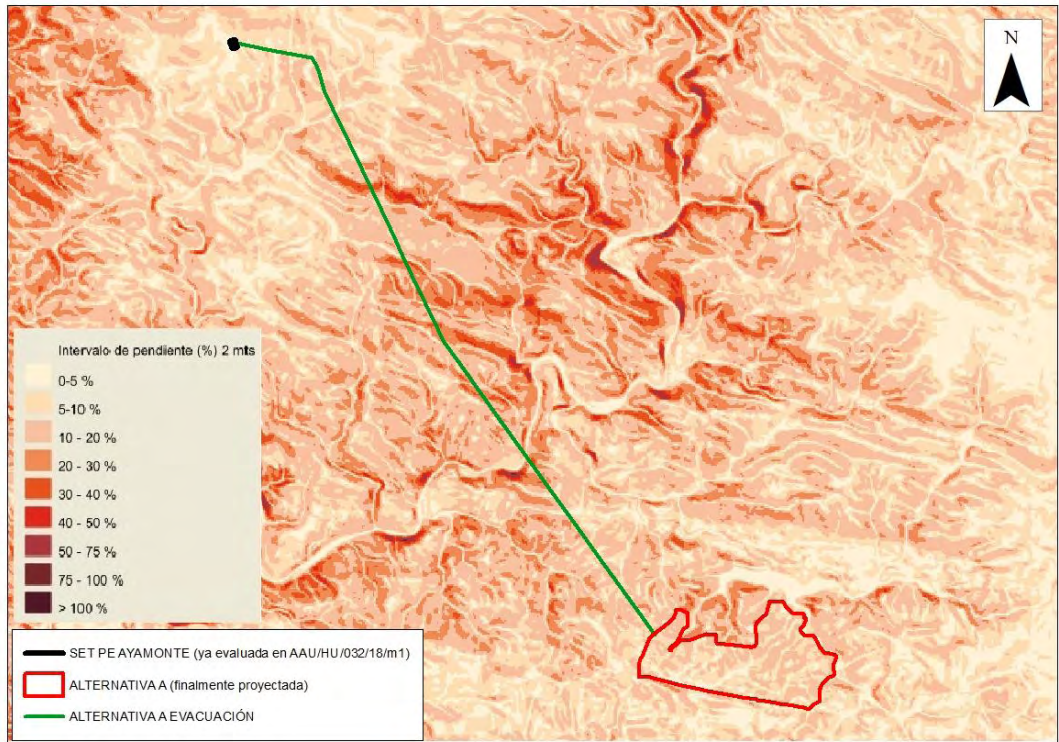 N
Intervalo de pendiente (%) 2 mts
0-5 %
5-10 %
10 - 20 %
20 - 30 %
30 - 40 %
40 - 50 %
50 - 75 %
75 - 100 %
> 100 %
SET PE AYAMONTE (ya evaluada en AAU/HU/032/18/m1)
ALTERNATIVA A (finalmente proyectada)
ALTERNATIVA A EVACUACIÓN